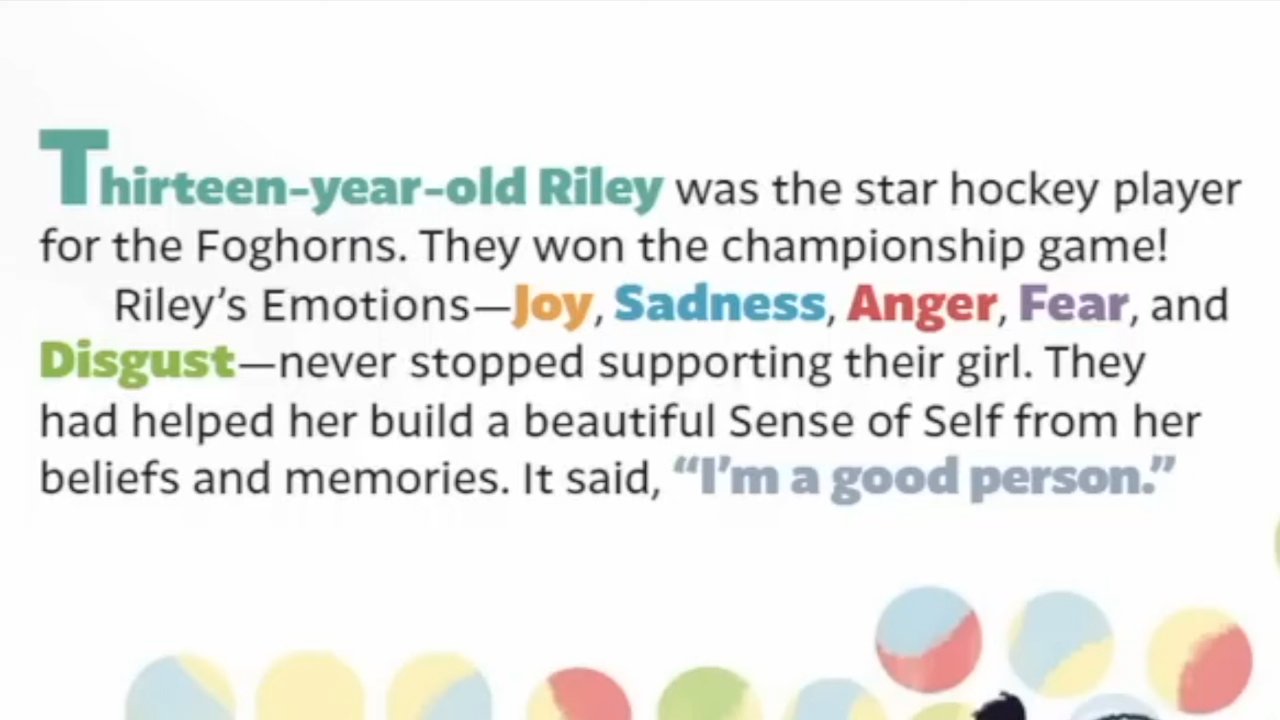 Thirteen-year-old Riley was the star hockey player
for the Foghorns. They won the championship game!
Riley’s Emotions—Joy, Sadness, Anger, Fear, and
Disgust—never stopped supporting their girl. They
had helped her build a beautiful Sense of Self from her
beliefs and memories. It said, “I’m a good person.”